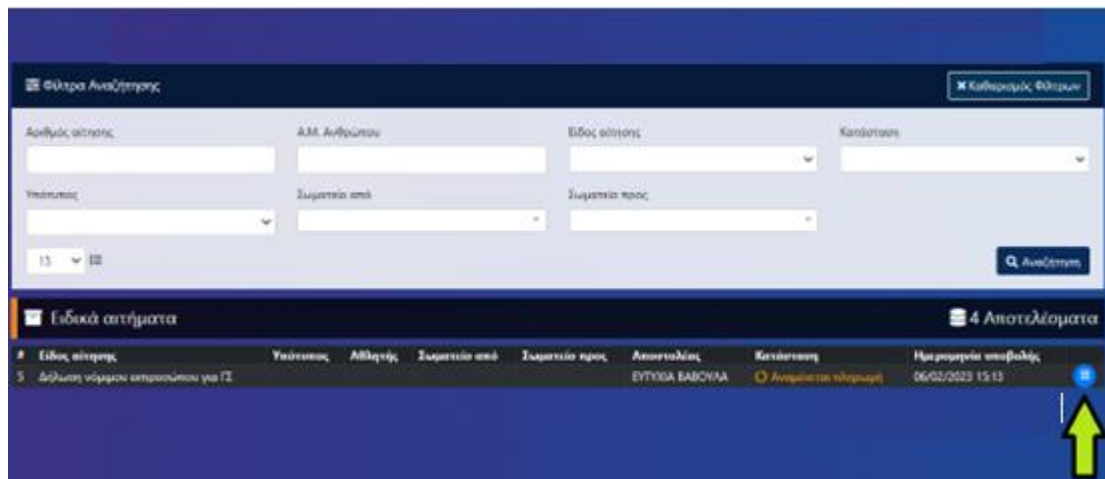 Φίλτρα Αναζήτησης
Καθαρισμός Φίλτρων
Αριθμός αίτησης Α.Μ. Ανθρώπου Είδος αίτησης Κατάσταση
Υπότυπος Σωματείο από Σωματείο προς
15
Αναζήτηση
Ειδικά αιτήματα
4 Αποτελέσματα
# Είδος αίτησης Υπότυπος Αθλητής Σωματείο από Σωματείο προς Αποστολέας Κατάσταση Ημερομηνία υποβολής
5 Δήλωση νόμιμου εκπροσώπου για ΓΣ ΕΥΤΥΧΙΑ ΒΑΒΟΥΛΑ Αναμένεται πληρωμή 06/02/2023 15:13